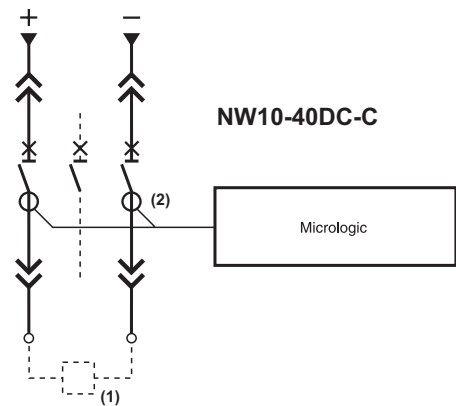 + –
NW10-40DC-C
(2)
Micrologic
(1)